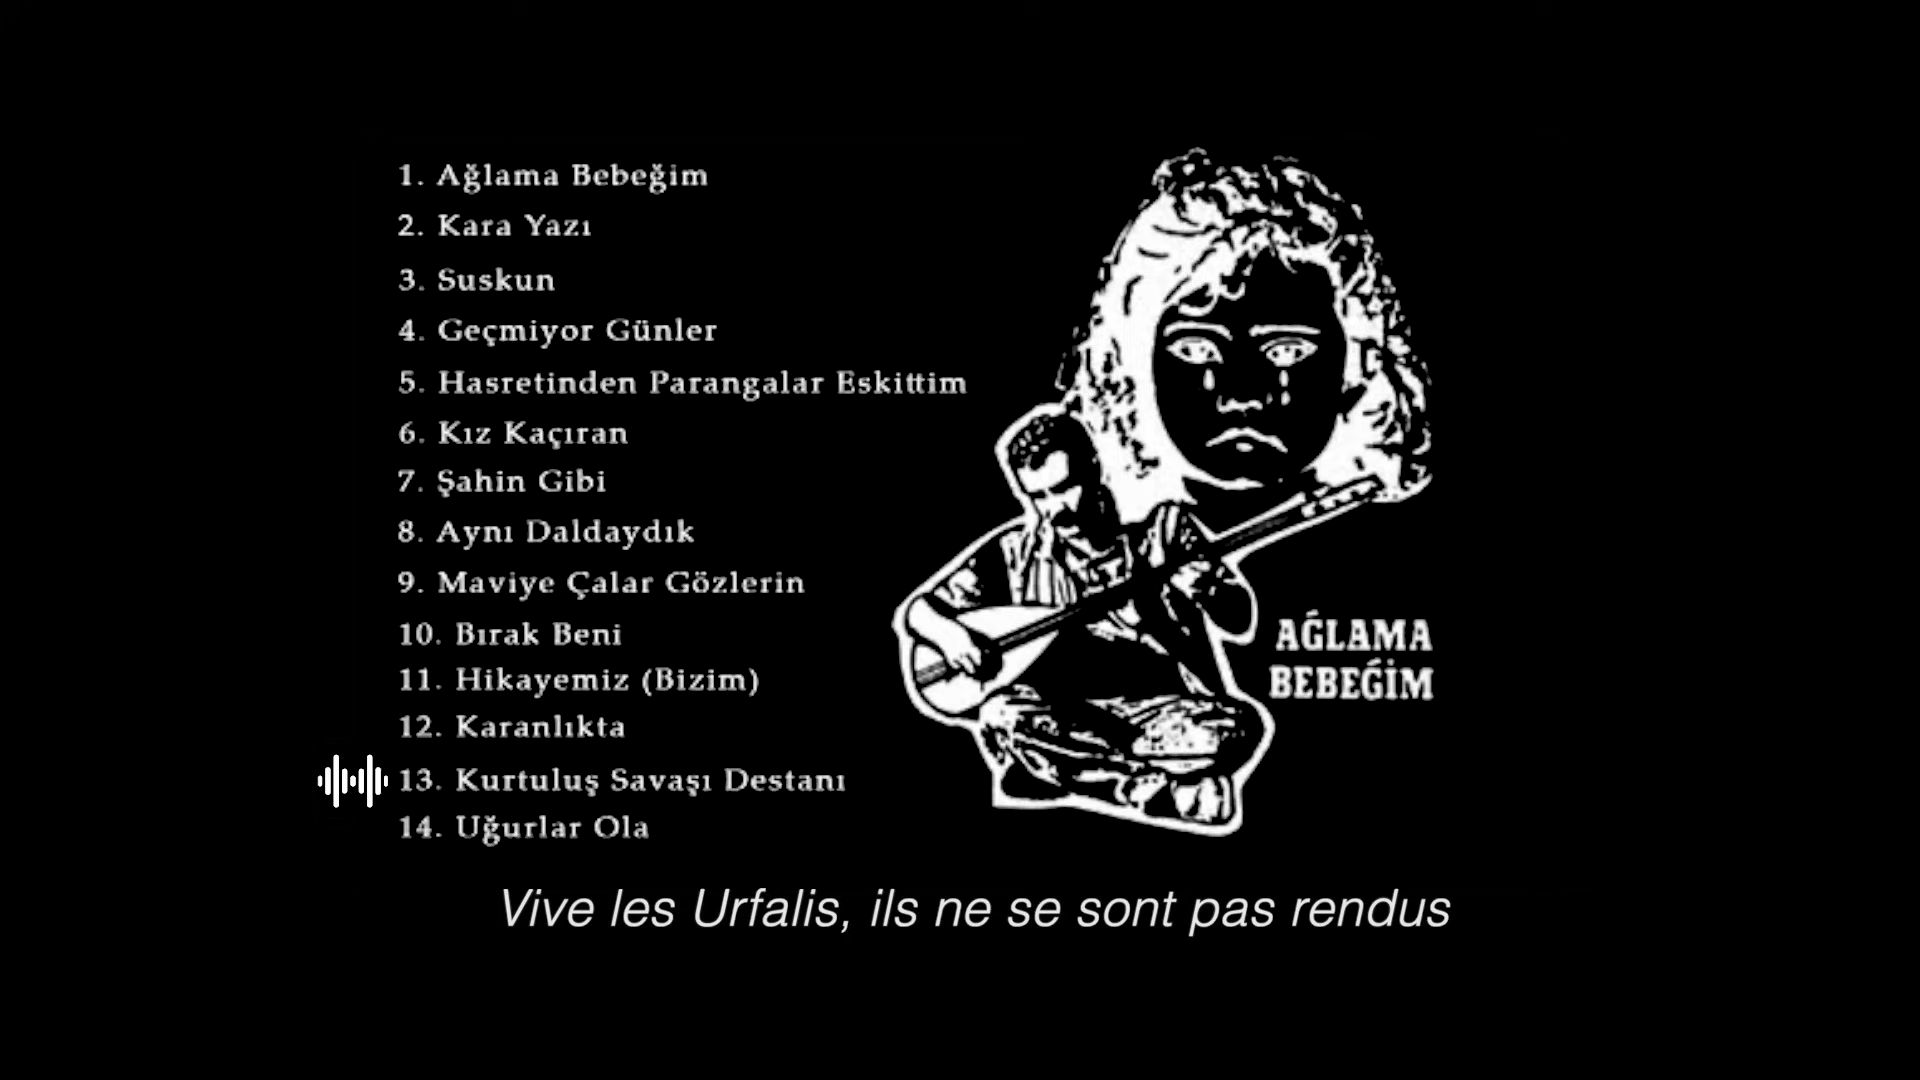 1. Ağlama Bebeğim
2. Kara Yazı
3. Suskun
4. Geçmiyor Günler
5. Hasretinden Parangalar Eskittim
6. Kız Kaçıran
7. Şahin Gibi
8. Aynı Daldaydık
9. Maviye Çalar Gözlerin
10. Bırak Beni
11. Hikayemiz (Bizim)
12. Karanlıkta
13. Kurtuluş Savaşı Destanı
14. Uğurlar Ola
AĞLAMA
BEBEĞİM
Vive les Urfalis, ils ne se sont pas rendus